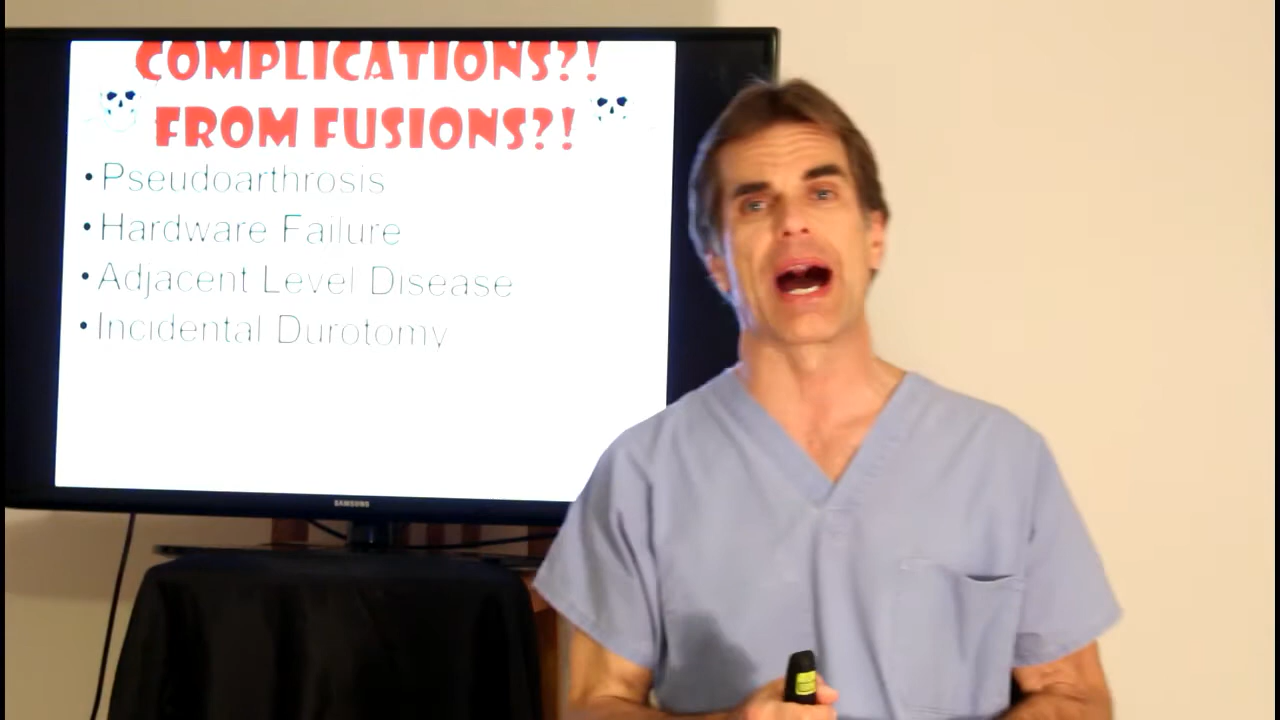 COMPLICATIONS?!
FROM FUSIONS?!
• Pseudoarthrosis
• Hardware Failure
• Adjacent Level Disease
• Incidental Durotomy
SAMSUNG